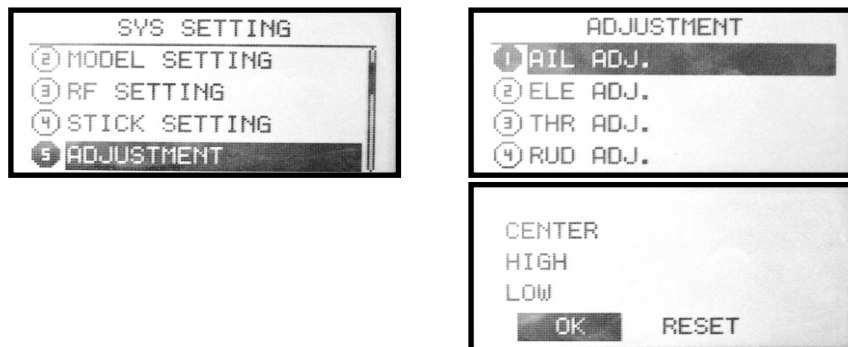 SYS SETTING
2 MODEL SETTING
3 RF SETTING
4 STICK SETTING
5 ADJUSTMENT
ADJUSTMENT
1 AIL ADJ.
2 ELE ADJ.
3 THR ADJ.
4 RUD ADJ.
CENTER
HIGH
LOW
OK RESET